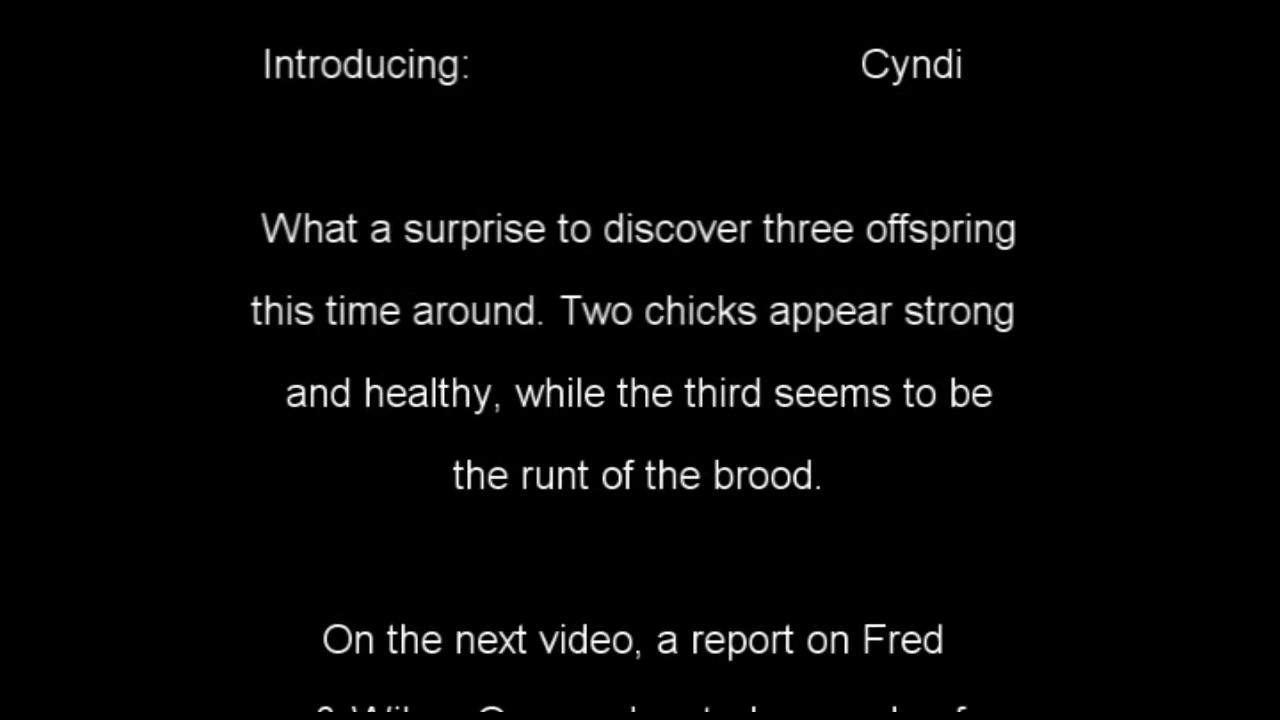 Introducing: Cyndi
What a surprise to discover three offspring
this time around. Two chicks appear strong
and healthy, while the third seems to be
the runt of the brood.
On the next video, a report on Fred